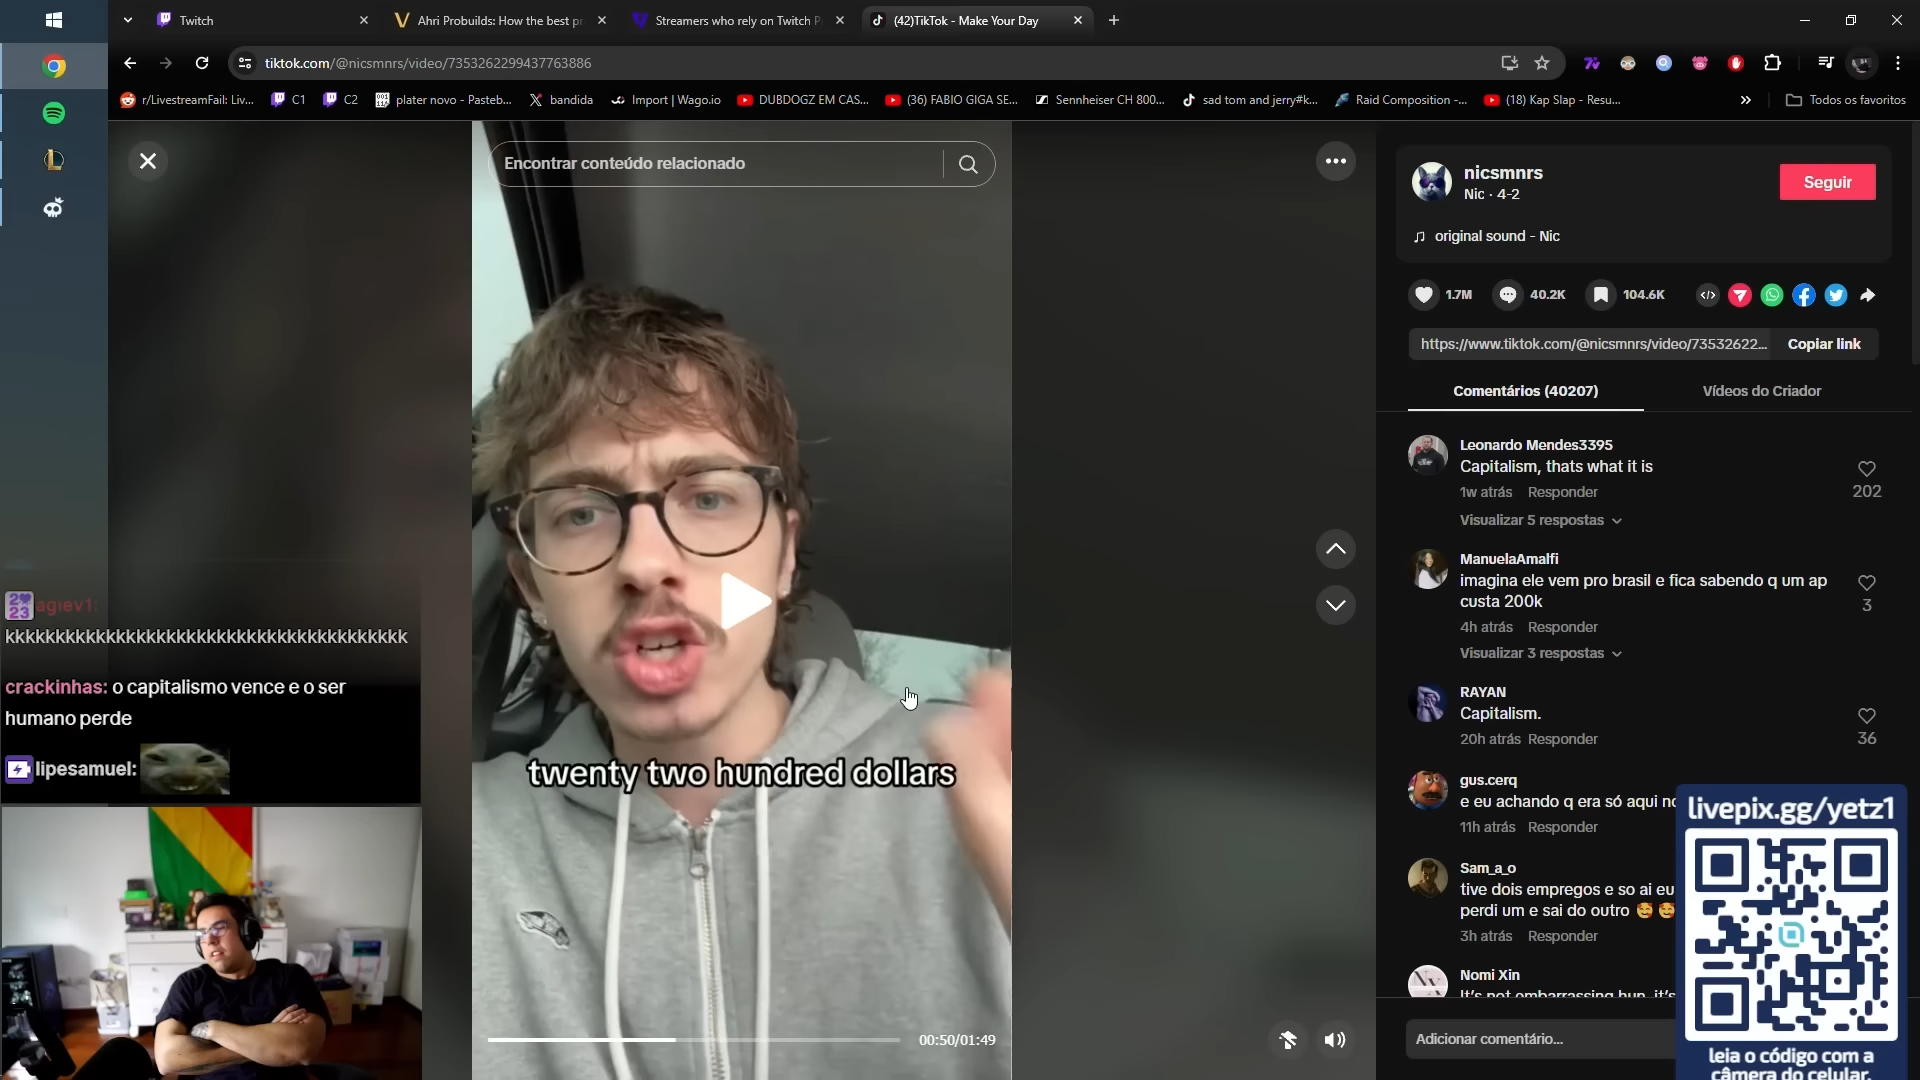 Twitch
Ahri Probuilds: How the best p
Streamers who rely on Twitch P
(42)TikTok - Make Your Day
tiktok.com/@nicsmnrs/video/7353262299437763886
r/LivestreamFail: Liv...
C1
C2
plater novo - Pasteb...
bandida
Import | Wago.io
DUBDOGZ EM CAS...
(36) FABIO GIGA SE...
Sennheiser CH 800...
sad tom and jerry#k...
Raid Composition -...
(18) Kap Slap - Resu...
Todos os favoritos
Encontrar conteúdo relacionado
nicsmnrs
Nic · 4-2
Seguir
original sound - Nic
1.7M
40.2K
104.6K
https://www.tiktok.com/@nicsmnrs/video/73532622...
Copiar link
Comentários (40207)
Vídeos do Criador
Leonardo Mendes3395
Capitalism, thats what it is
1w atrás Responder
202
Visualizar 5 respostas
ManuelaAmalfi
imagina ele vem pro brasil e fica sabendo q um ap
custa 200k
3
4h atrás Responder
Visualizar 3 respostas
RAYAN
Capitalism.
20h atrás Responder
36
gus.cerq
e eu achando q era só aqui
11h atrás Responder
Sam_a_o
tive dois empregos e so ai eu
perdi um e sai do outro 🥰 🥰
3h atrás Responder
Nomi Xin
It's not embarrassing hun, it's
Adicionar comentário...
agiev1:
kkkkkkkkkkkkkkkkkkkkkkkkkkkkkkkkkkkkkkkk
crackinhas: o capitalismo vence e o ser
humano perde
lipesamuel:
twenty two hundred dollars
00:50/01:49
livepix.gg/yetz1
leia o código com a
câmera do celular.